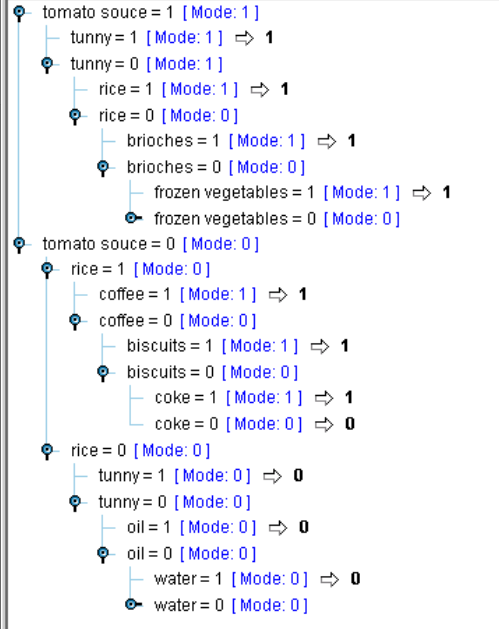 tomato souce = 1 [ Mode: 1 ]
tunny = 1 [ Mode: 1 ] ⇨ 1
tunny = 0 [ Mode: 1 ]
rice = 1 [ Mode: 1 ] ⇨ 1
rice = 0 [ Mode: 0 ]
brioches = 1 [ Mode: 1 ] ⇨ 1
brioches = 0 [ Mode: 0 ]
frozen vegetables = 1 [ Mode: 1 ] ⇨ 1
frozen vegetables = 0 [ Mode: 0 ]
tomato souce = 0 [ Mode: 0 ]
rice = 1 [ Mode: 0 ]
coffee = 1 [ Mode: 1 ] ⇨ 1
coffee = 0 [ Mode: 0 ]
biscuits = 1 [ Mode: 1 ] ⇨ 1
biscuits = 0 [ Mode: 0 ]
coke = 1 [ Mode: 1 ] ⇨ 1
coke = 0 [ Mode: 0 ] ⇨ 0
rice = 0 [ Mode: 0 ]
tunny = 1 [ Mode: 0 ] ⇨ 0
tunny = 0 [ Mode: 0 ]
oil = 1 [ Mode: 0 ] ⇨ 0
oil = 0 [ Mode: 0 ]
water = 1 [ Mode: 0 ] ⇨ 0
water = 0 [ Mode: 0 ]